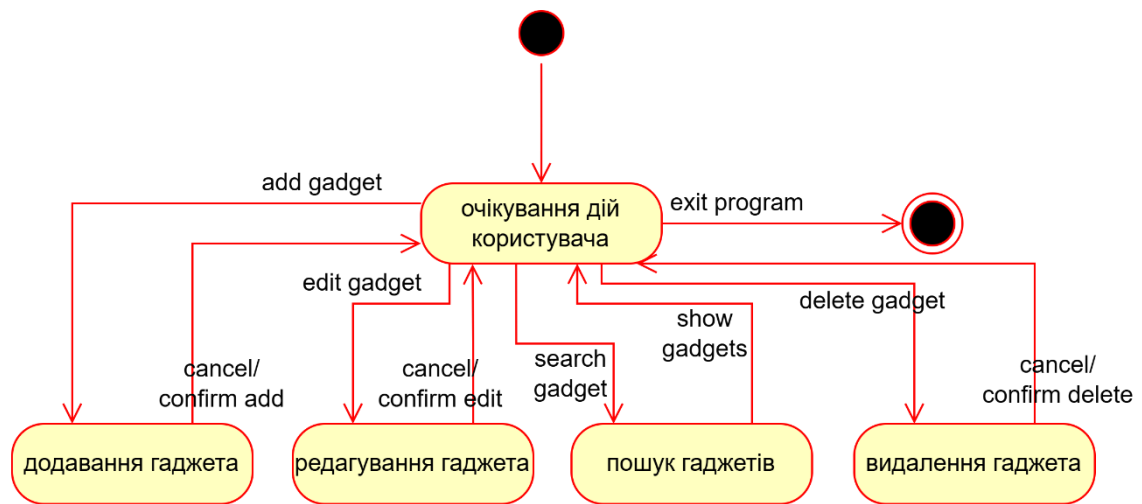 add gadget
очікування дій
користувача
exit program
edit gadget
delete gadget
show
gadgets
search
gadget
cancel/
confirm add
cancel/
confirm edit
cancel/
confirm delete
додавання гаджета
редагування гаджета
пошук гаджетів
видалення гаджета